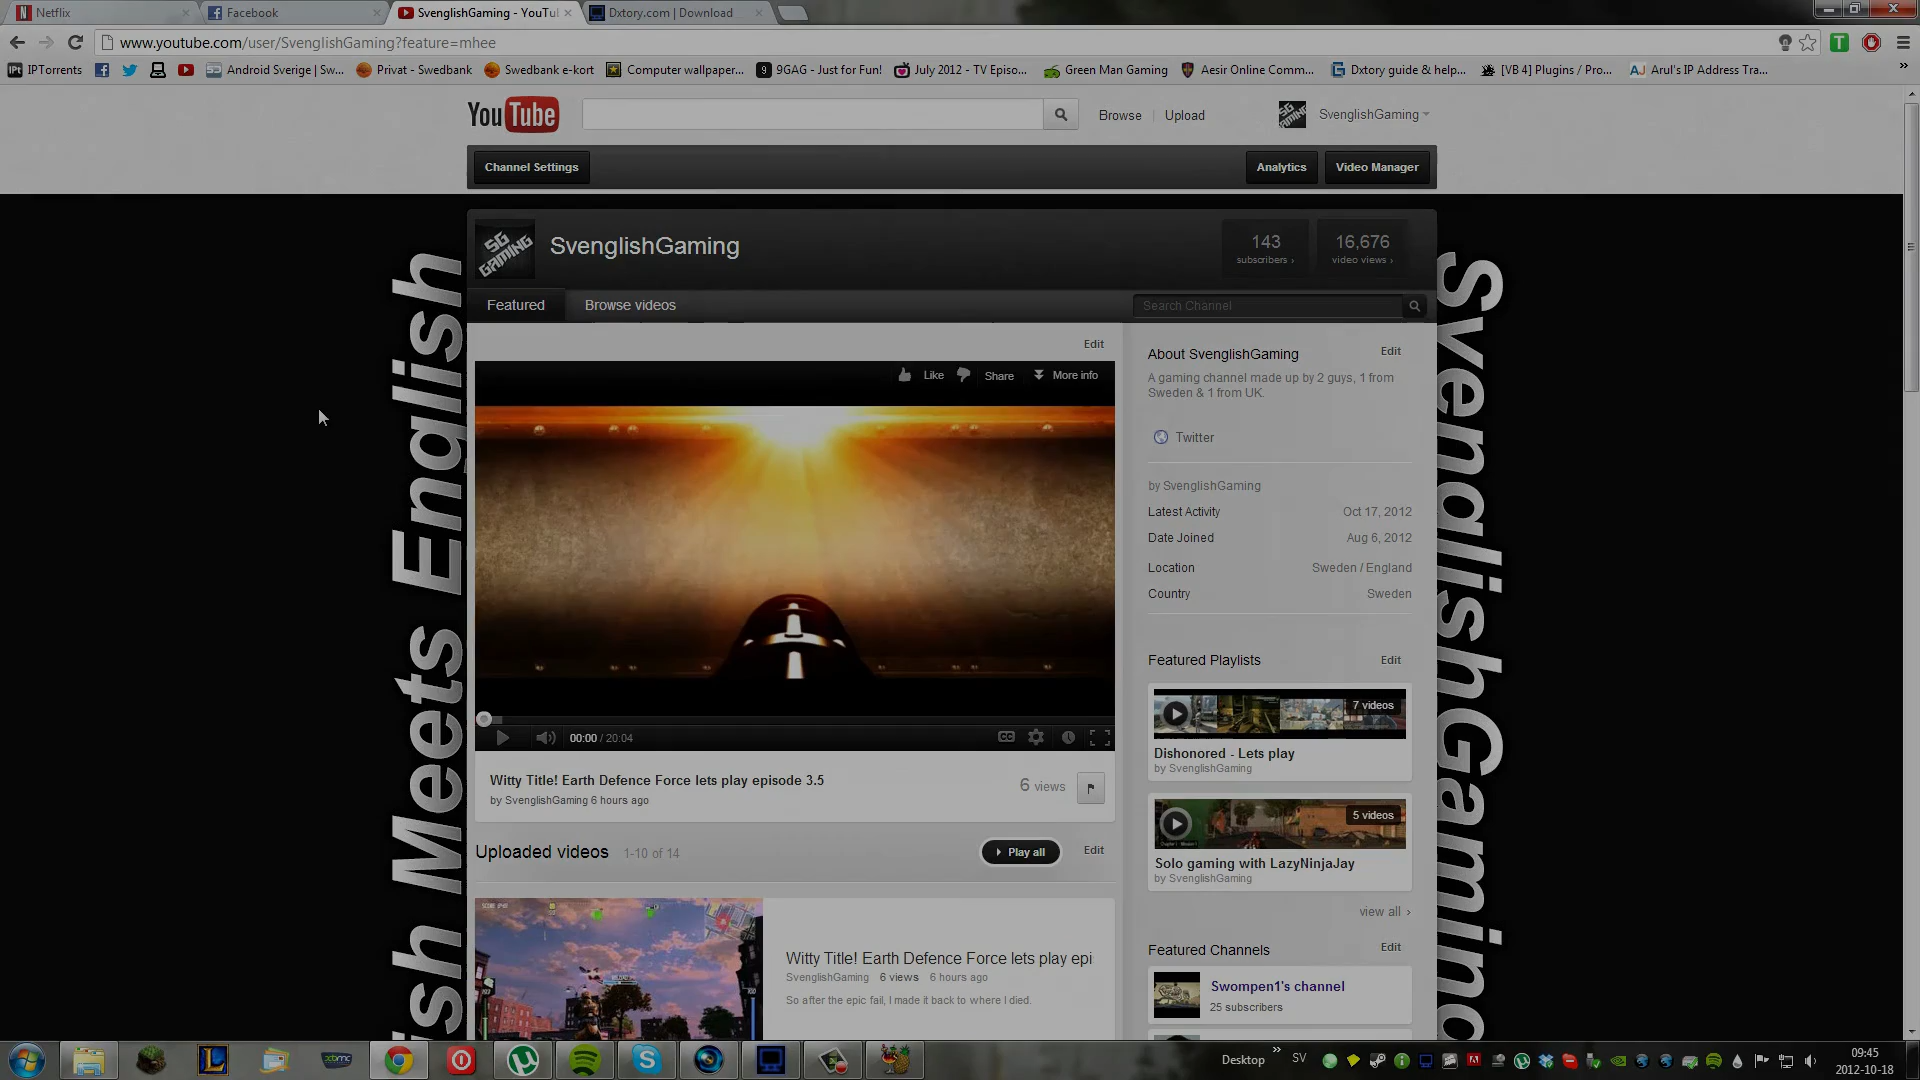 Netflix
Facebook
SvenglishGaming - YouTu
Dxtory.com | Download
www.youtube.com/user/SvenglishGaming?feature=mhee
IPTorrents
Android Sverige | Sw...
Privat - Swedbank
Swedbank e-kort
Computer wallpaper...
9GAG - Just for Fun!
July 2012 - TV Episo...
Green Man Gaming
Aesir Online Comm...
Dxtory guide & help...
[VB 4] Plugins / Pro...
Arul's IP Address Tra...
YouTube
Browse
Upload
SvenglishGaming
Channel Settings
Analytics
Video Manager
SG GAMING
SvenglishGaming
143
subscribers ›
16,676
video views ›
Featured
Browse videos
Search Channel
Edit
Like
Share
More info
00:00 / 20:04
CC
Witty Title! Earth Defence Force lets play episode 3.5
by SvenglishGaming 6 hours ago
6 views
Uploaded videos 1-10 of 14
Play all
Edit
Witty Title! Earth Defence Force lets play epi
SvenglishGaming 6 views 6 hours ago
So after the epic fail, I made it back to where I died.
About SvenglishGaming
Edit
A gaming channel made up by 2 guys, 1 from
Sweden & 1 from UK.
Twitter
by SvenglishGaming
Latest Activity Oct 17, 2012
Date Joined Aug 6, 2012
Location Sweden / England
Country Sweden
Featured Playlists
Edit
7 videos
Dishonored - Lets play
by SvenglishGaming
5 videos
Solo gaming with LazyNinjaJay
by SvenglishGaming
view all ›
Featured Channels
Edit
Swompen1's channel
25 subscribers
ish Meets English
SvenglishGaming
xbmc
Desktop
SV
09:45
2012-10-18